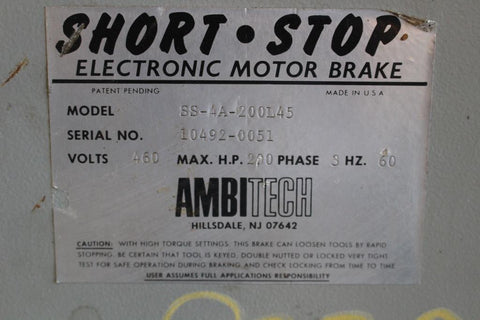 SHORT • STOP
ELECTRONIC MOTOR BRAKE
PATENT PENDING MADE IN U.S.A
MODEL SS-4A-200L45
SERIAL NO. 10492-0051
VOLTS 460 MAX. H.P. 200 PHASE 3 HZ. 60
AMBITECH
HILLSDALE, NJ 07642
CAUTION: WITH HIGH TORQUE SETTINGS, THIS BRAKE CAN LOOSEN TOOLS BY RAPID
STOPPING. BE CERTAIN THAT TOOL IS KEYED, DOUBLE NUTTED OR LOCKED VERY TIGHT.
TEST FOR SAFE OPERATION DURING BRAKING AND CHECK LOCKING FROM TIME TO TIME
USER ASSUMES FULL APPLICATIONS RESPONSIBILITY